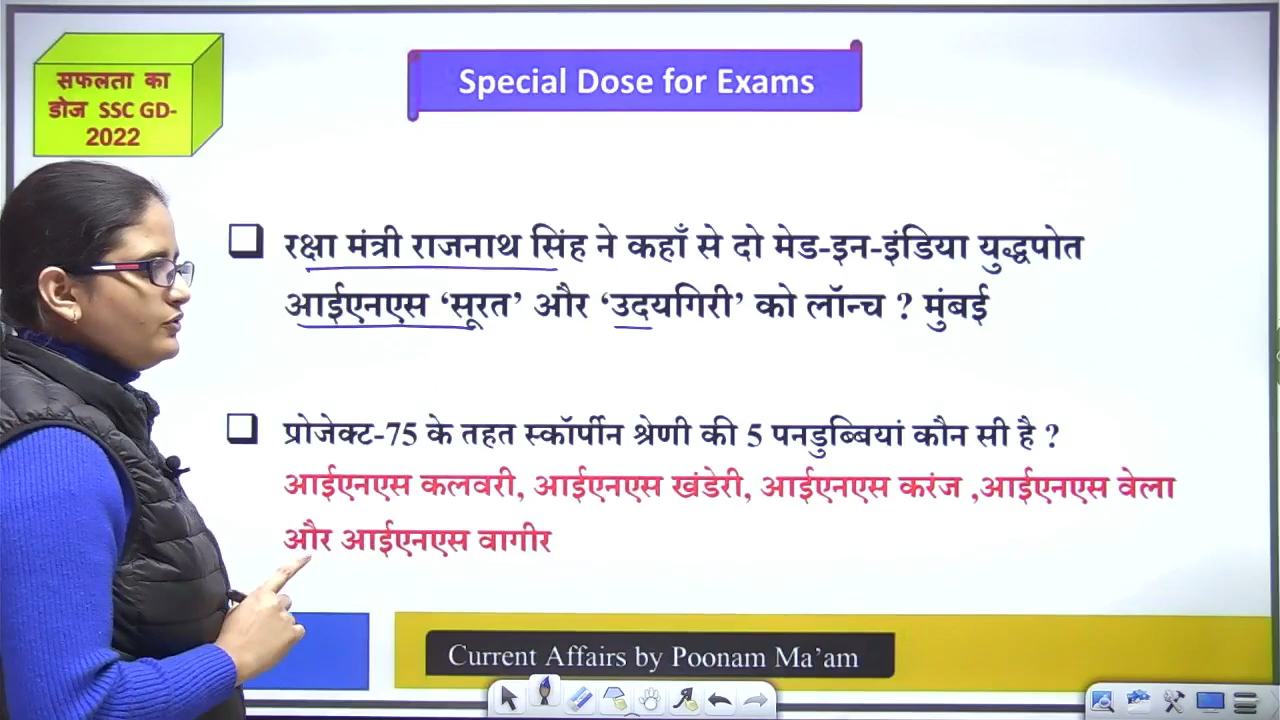 सफलता का
डोज SSC GD-
2022
Special Dose for Exams
रक्षा मंत्री राजनाथ सिंह ने कहाँ से दो मेड-इन-इंडिया युद्धपोत
आईएनएस ‘सूरत’ और ‘उदयगिरी’ को लॉन्च ? मुंबई
प्रोजेक्ट-75 के तहत स्कॉर्पीन श्रेणी की 5 पनडुब्बियां कौन सी है ?
आईएनएस कलवरी, आईएनएस खंडेरी, आईएनएस करंज ,आईएनएस वेला
और आईएनएस वागीर
Current Affairs by Poonam Ma’am